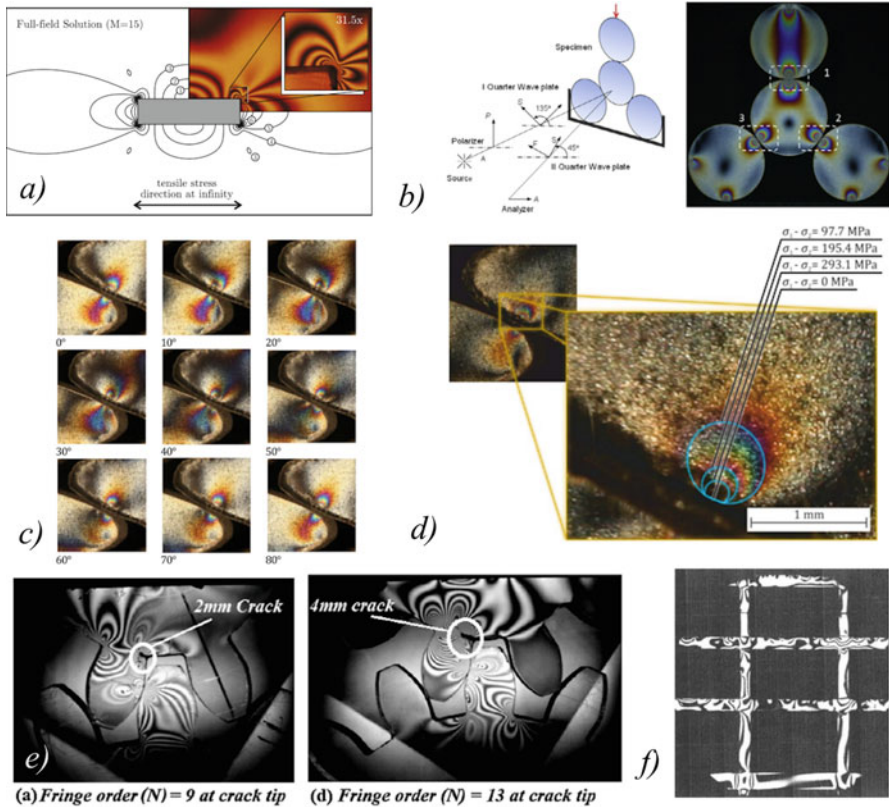 Full-field Solution (M=15)
31.5x
tensile stress
direction at infinity
a)
Specimen
I Quarter Wave plate
135°
S
F
P
Polarizer
A
Source
S
F
45°
II Quarter Wave plate
A
Analyzer
b)
1
3
2
0°
10°
20°
30°
40°
50°
60°
70°
80°
c)
σ₁ - σ₂= 97.7 MPa
σ₁ - σ₂= 195.4 MPa
σ₁ - σ₂= 293.1 MPa
σ₁ - σ₂= 0 MPa
1 mm
d)
2mm Crack
e)
(a) Fringe order (N) = 9 at crack tip
4mm crack
(d) Fringe order (N) = 13 at crack tip
f)